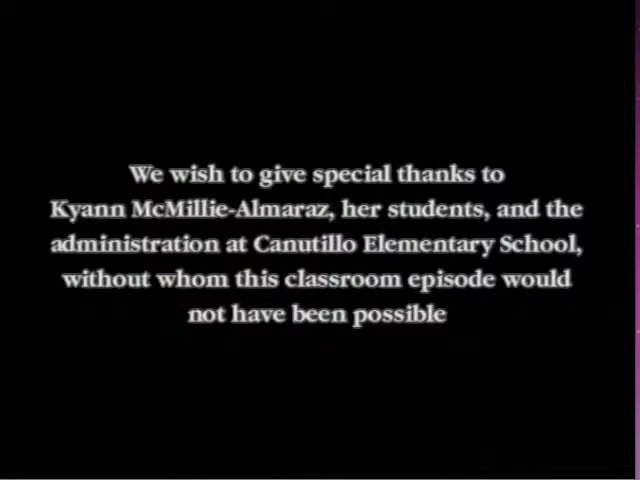 We wish to give special thanks to
Kyann McMillie-Almaraz, her students, and the
administration at Canutillo Elementary School,
without whom this classroom episode would
not have been possible